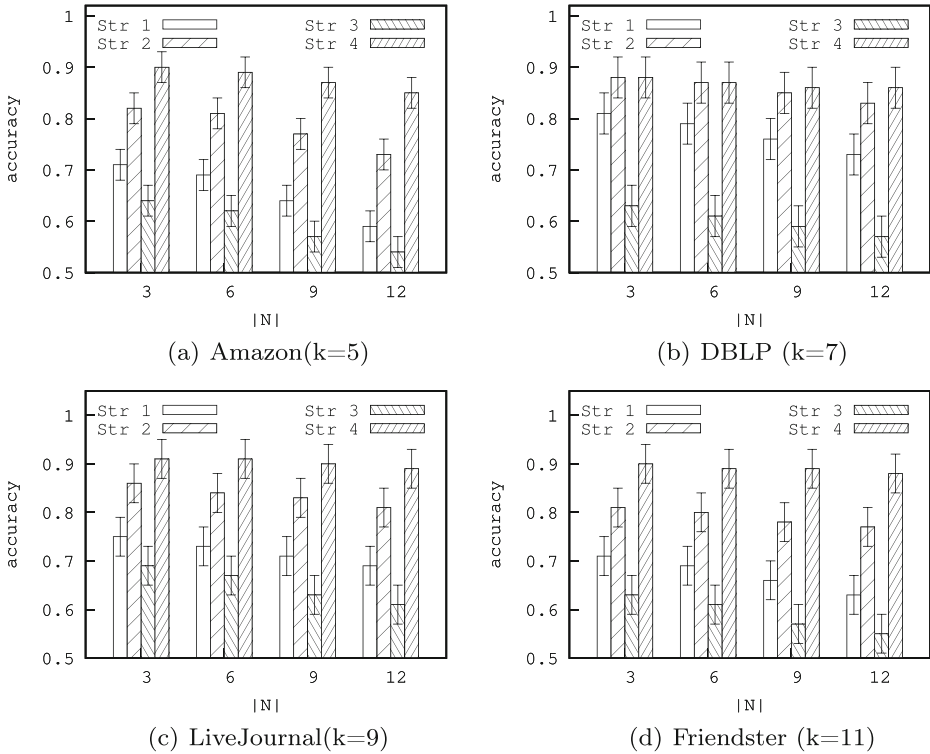 1
Str 1
Str 3
Str 2
Str 4
0.9
0.8
0.7
0.6
0.5
accuracy
3 6 9 12
|N|
(a) Amazon(k=5)
1
Str 1
Str 3
Str 2
Str 4
0.9
0.8
0.7
0.6
0.5
accuracy
3 6 9 12
|N|
(b) DBLP (k=7)
1
Str 1
Str 3
Str 2
Str 4
0.9
0.8
0.7
0.6
0.5
accuracy
3 6 9 12
|N|
(c) LiveJournal(k=9)
1
Str 1
Str 3
Str 2
Str 4
0.9
0.8
0.7
0.6
0.5
accuracy
3 6 9 12
|N|
(d) Friendster (k=11)